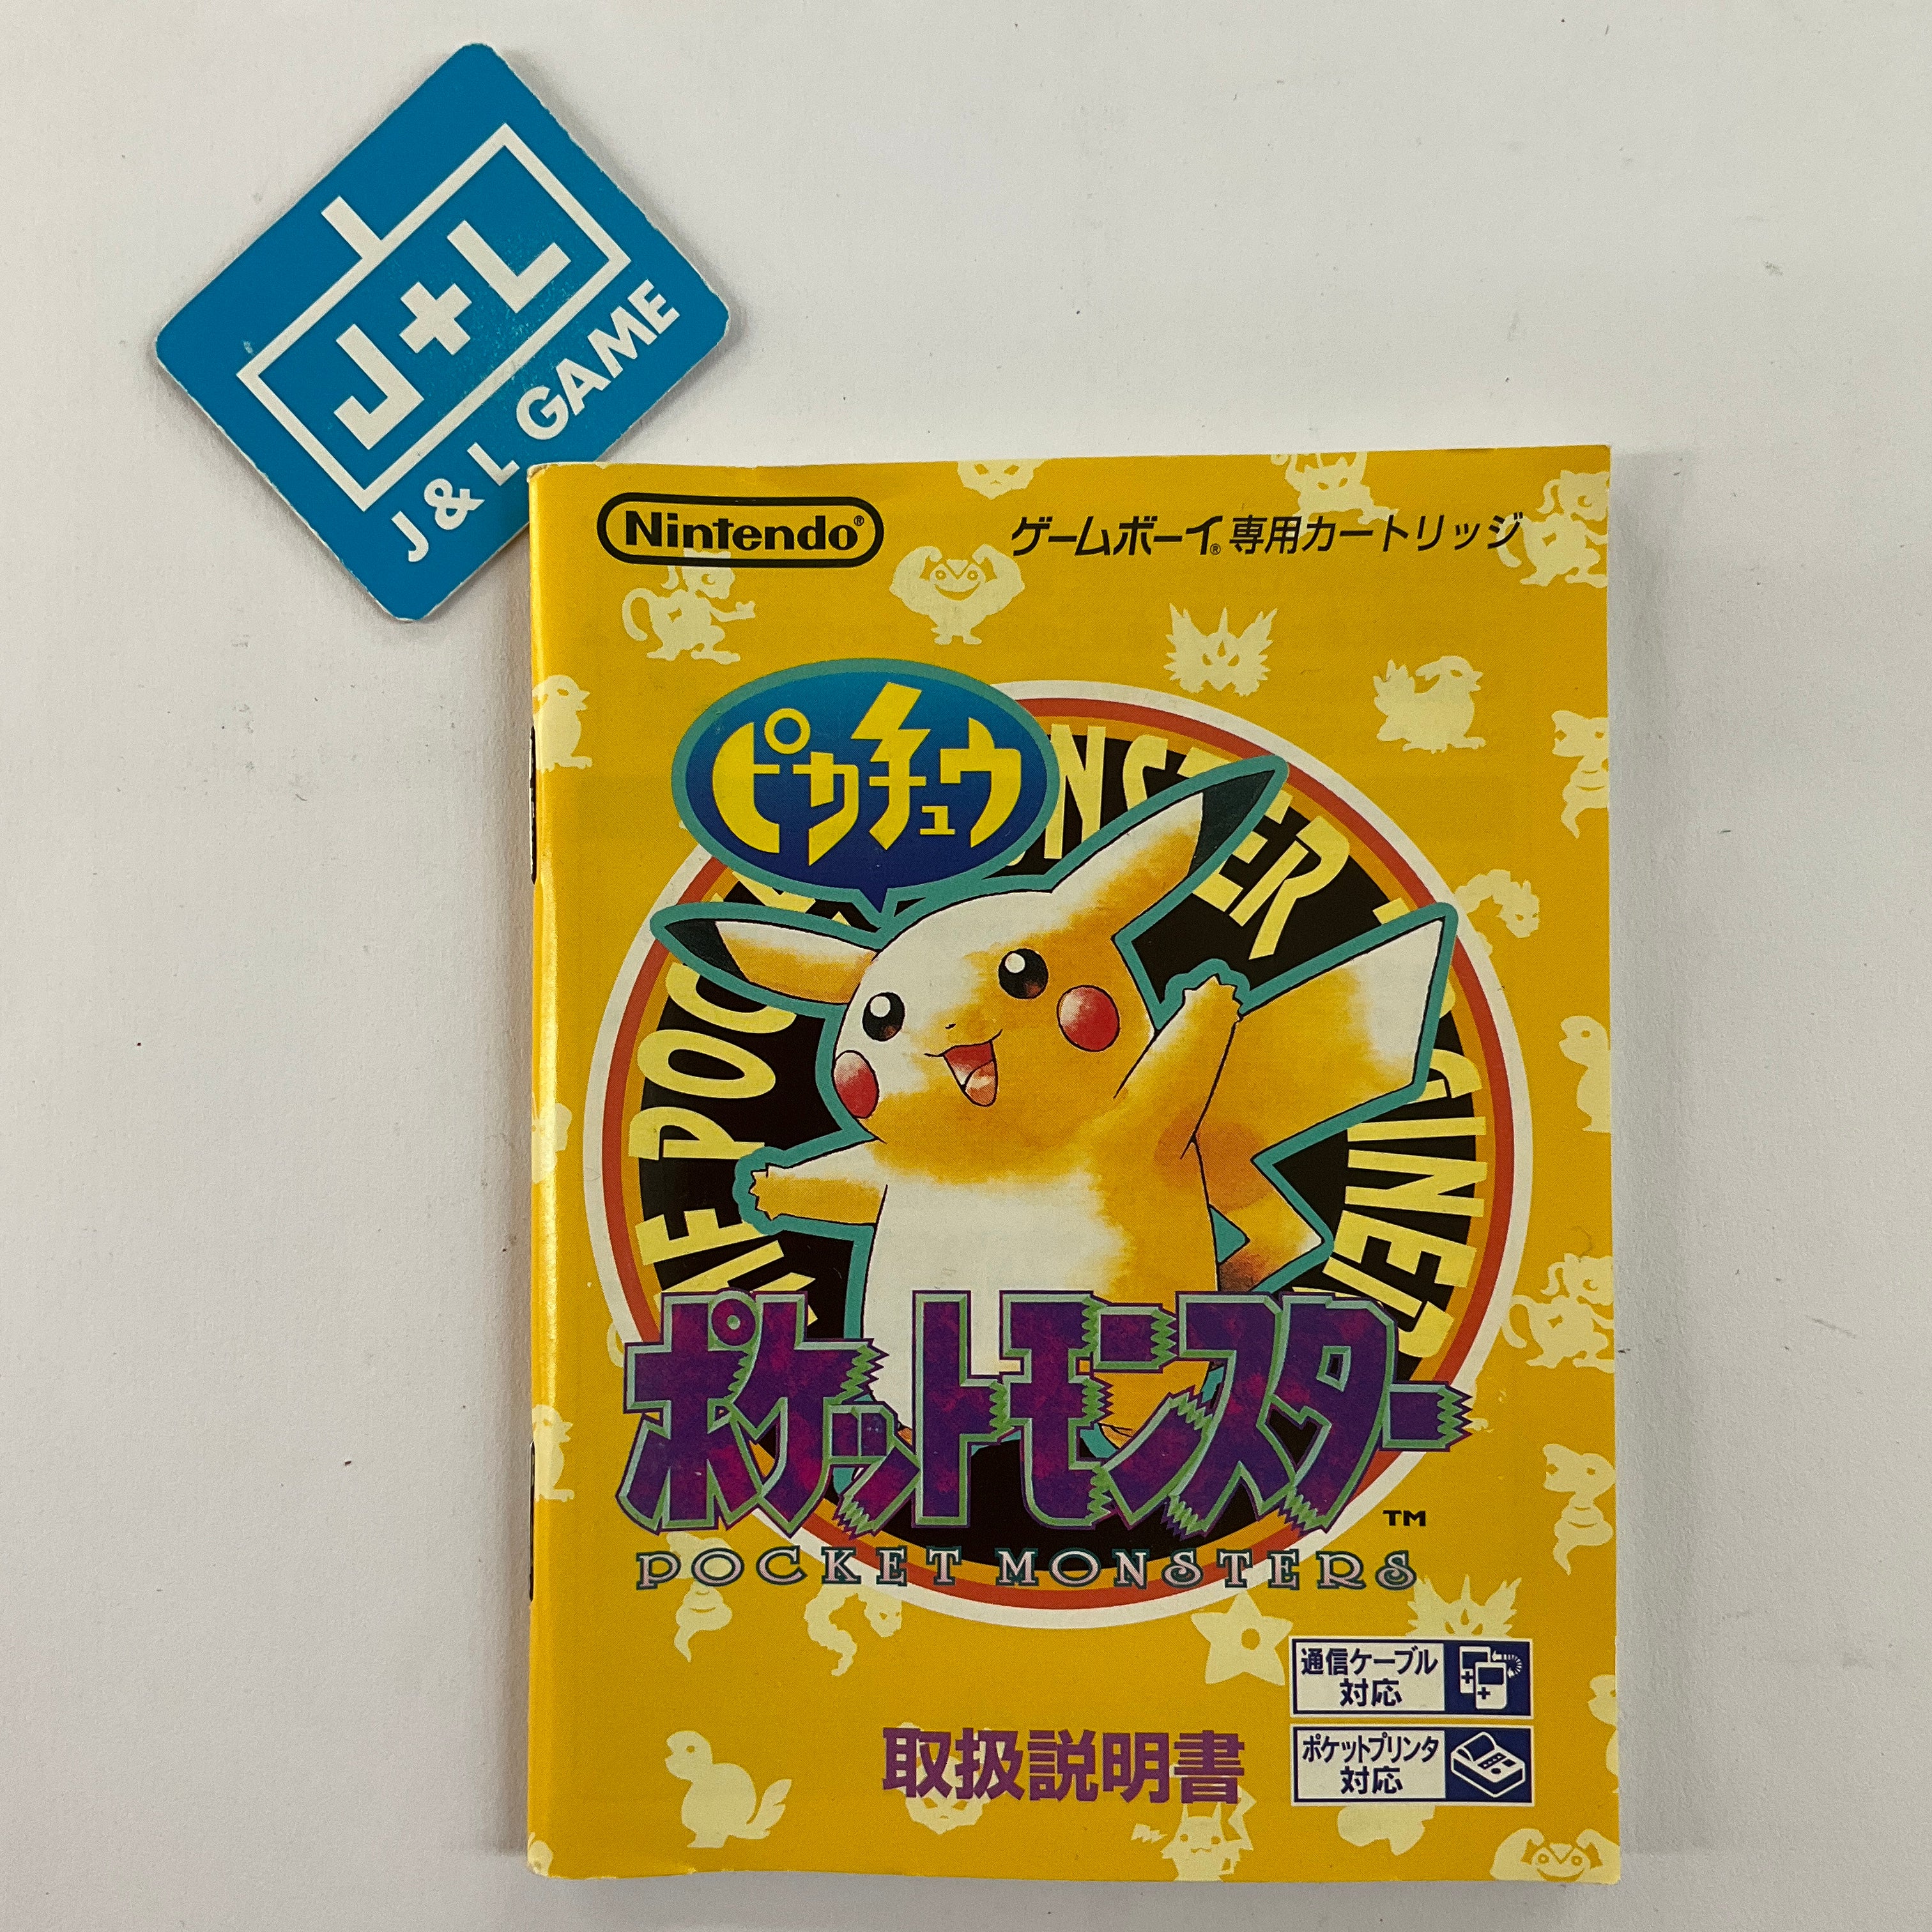 J+L
J & L GAME
Nintendo®
ゲームボーイ®専用カートリッジ
ピカチュウ
ポケットモンスター
TM
POCKET MONSTERS
通信ケーブル
対応
ポケットプリンタ
対応
取扱説明書